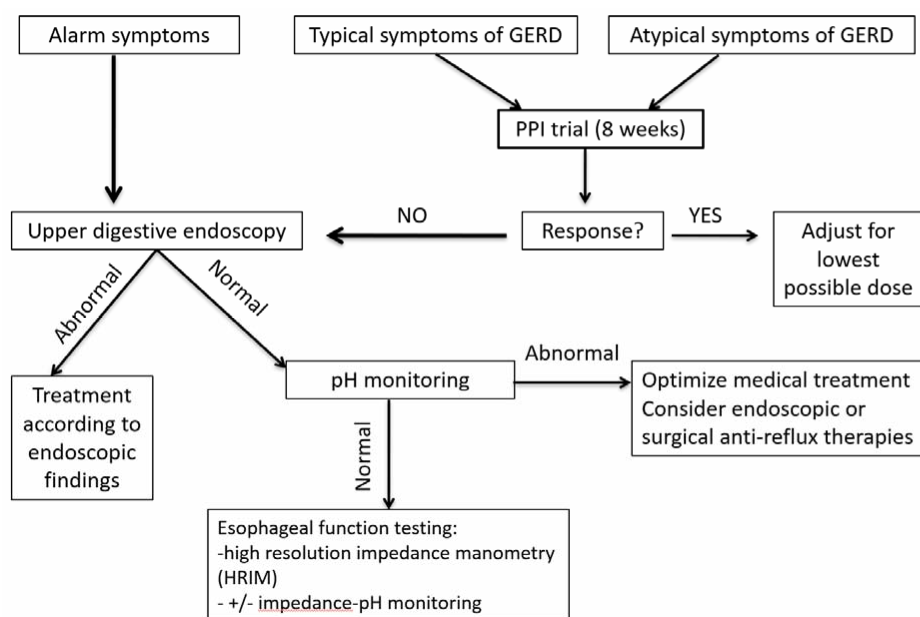 Alarm symptoms
Typical symptoms of GERD
Atypical symptoms of GERD
PPI trial (8 weeks)
Upper digestive endoscopy
NO
Response?
YES
Adjust for
lowest
possible dose
Abnormal
Normal
Treatment
according to
endoscopic
findings
pH monitoring
Abnormal
Optimize medical treatment
Consider endoscopic or
surgical anti-reflux therapies
Normal
Esophageal function testing:
-high resolution impedance manometry
(HRIM)
- +/- impedance-pH monitoring